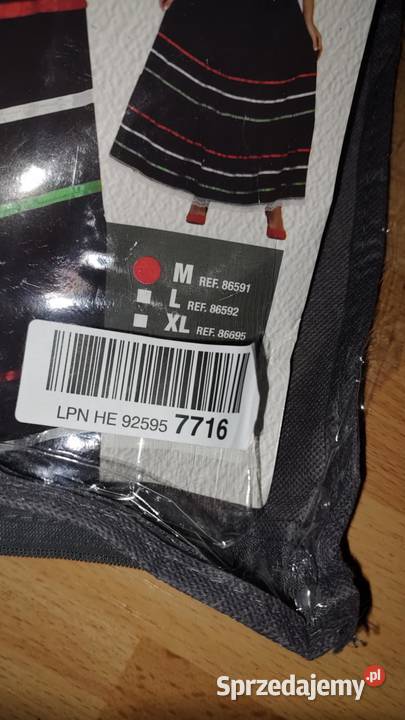 M REF. 86591
L REF. 86592
XL REF. 86695
LPN HE 92595 7716
Sprzedajemy.pl